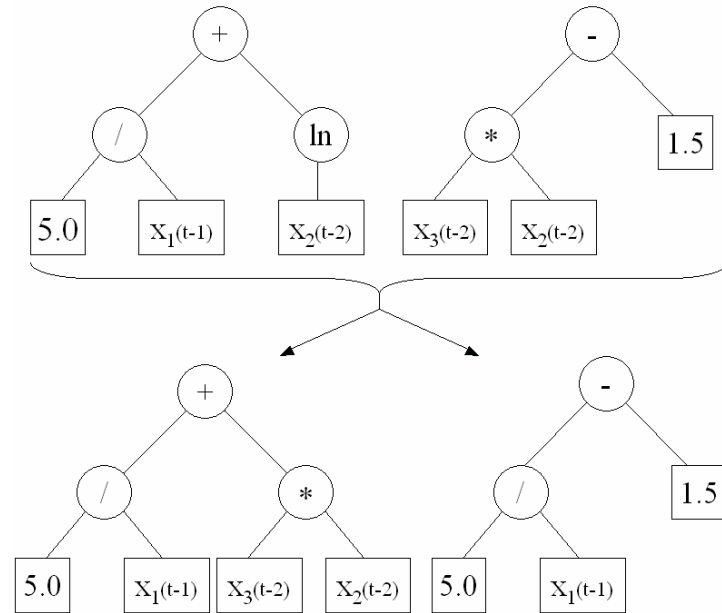 + -
/ ln * 1.5
5.0 X1(t-1) X2(t-2) X3(t-2) X2(t-2)
+ -
/ * / 1.5
5.0 X1(t-1) X3(t-2) X2(t-2) 5.0 X1(t-1)